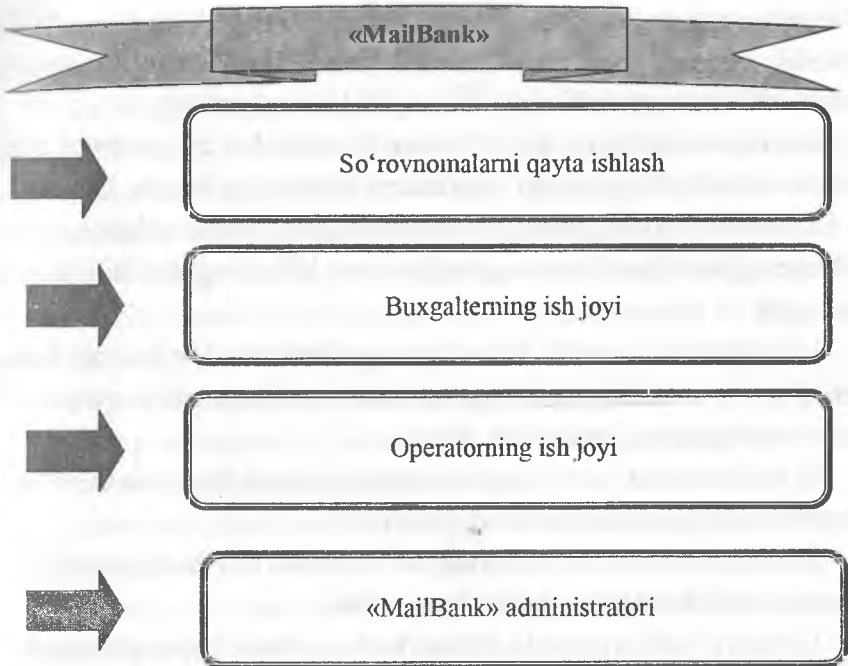 «MailBank»
So‘rovnomalarni qayta ishlash
Buxgalterning ish joyi
Operatorning ish joyi
«MailBank» administratori